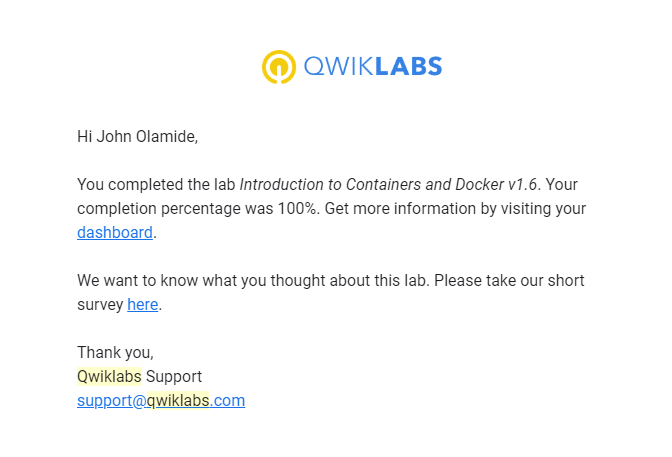 QWIKLABS
Hi John Olamide,
You completed the lab Introduction to Containers and Docker v1.6. Your
completion percentage was 100%. Get more information by visiting your
dashboard.
We want to know what you thought about this lab. Please take our short
survey here.
Thank you,
Qwiklabs Support
support@qwiklabs.com